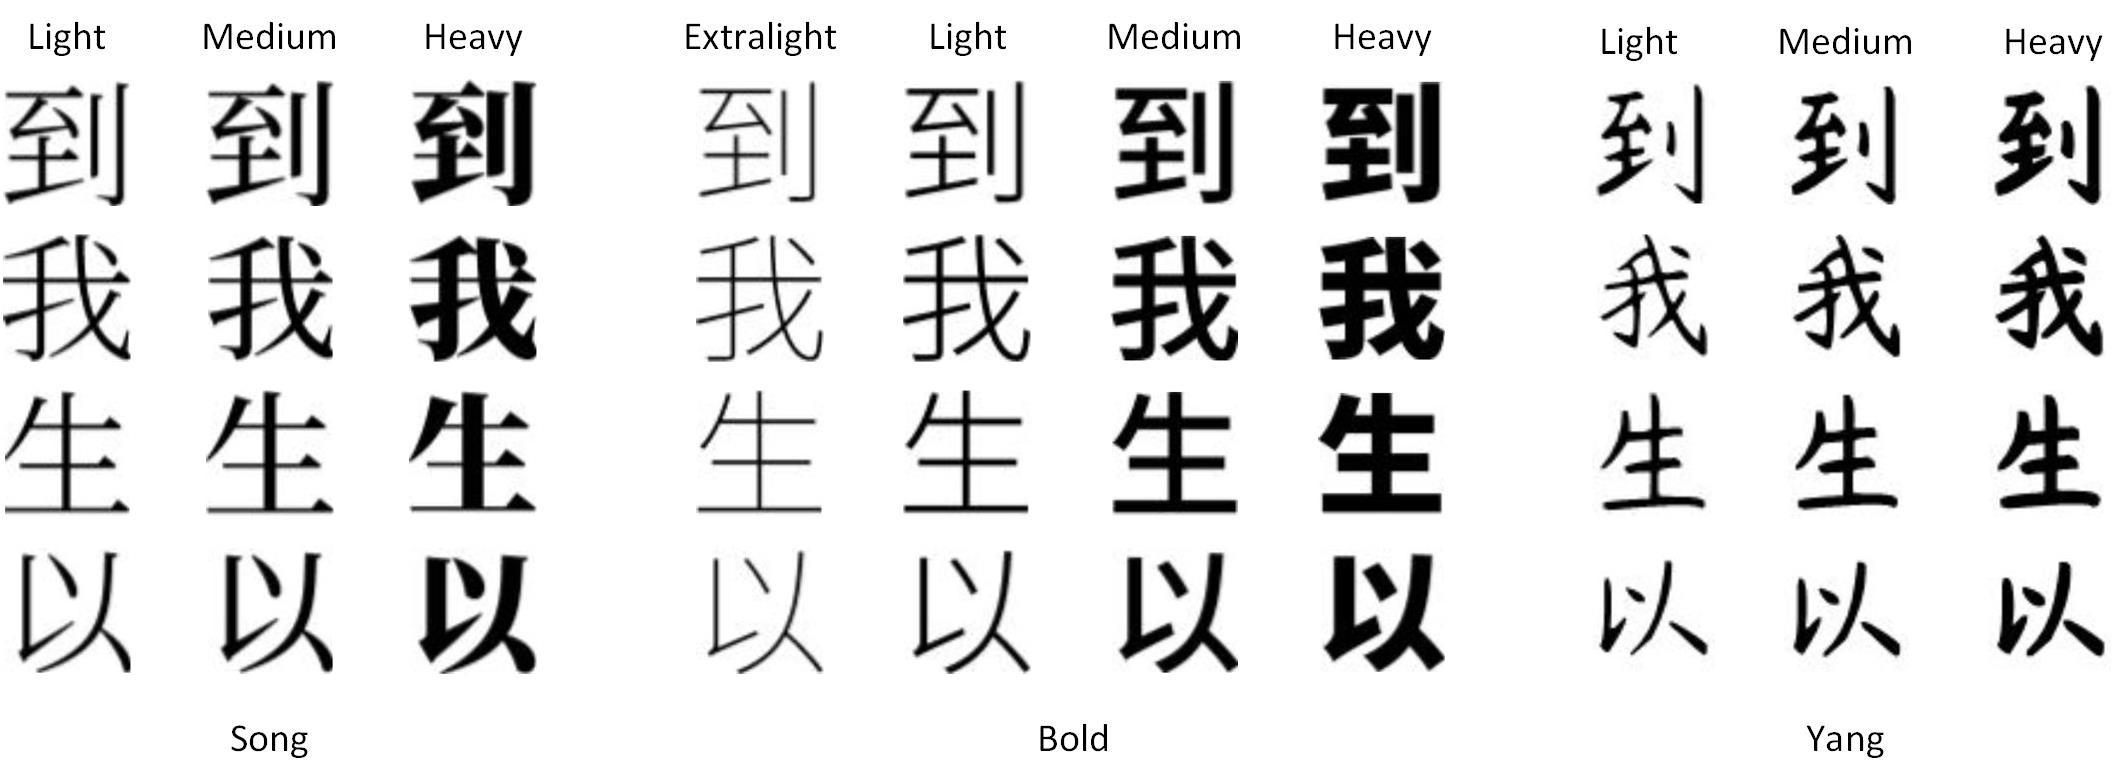 Light Medium Heavy Extralight Light Medium Heavy Light Medium Heavy
到 到 到 到 到 到 到 到 到 到
我 我 我 我 我 我 我 我 我 我
生 生 生 生 生 生 生 生 生 生
以 以 以 以 以 以 以 以 以 以
Song Bold Yang